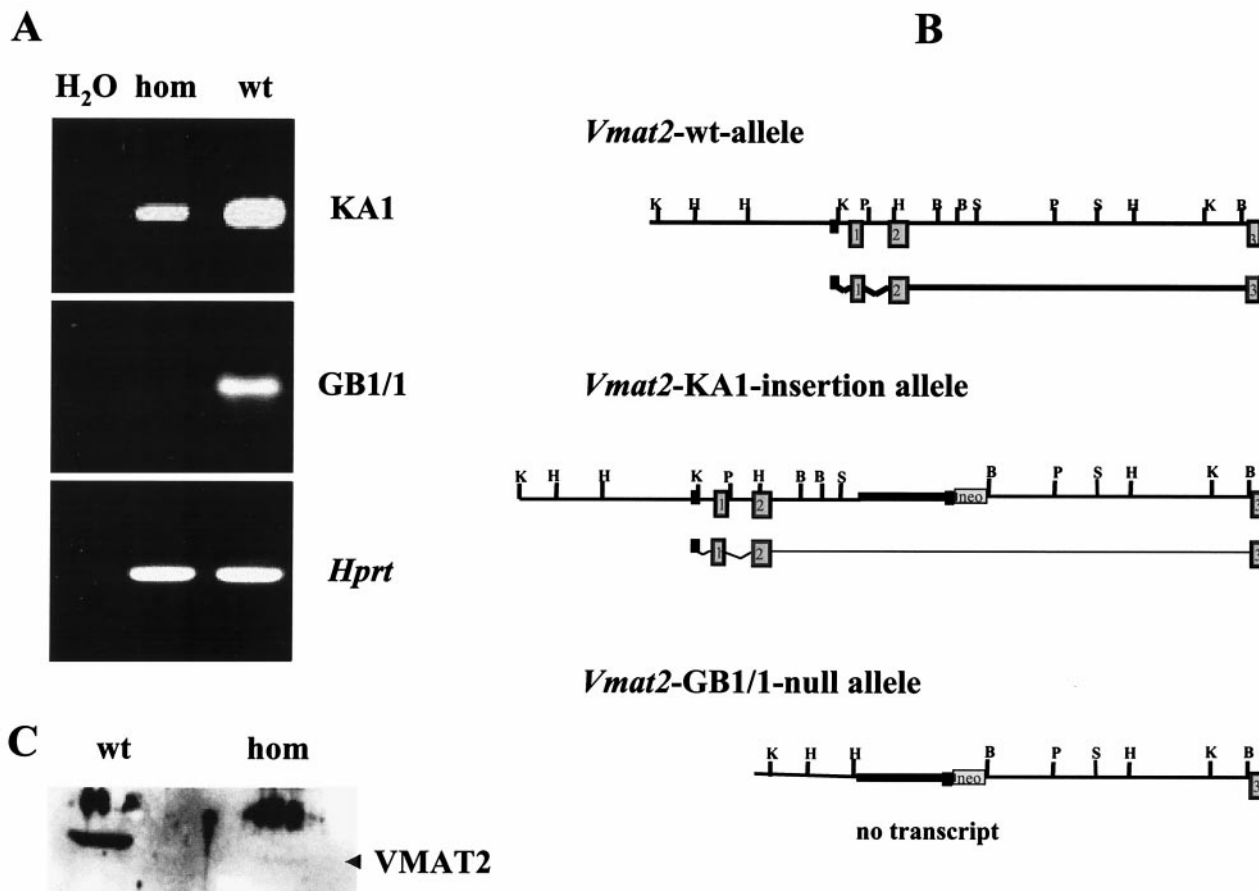 A
B
H₂O hom wt
KA1
GB1/1
Hprt
Vmat2-wt-allele
K H H K P H B B S P S H K B
1 2 3
1 2 3
Vmat2-KA1-insertion allele
K H H K P H B B S B P S H K B
1 2 neo 3
1 2 3
Vmat2-GB1/1-null allele
K H H B P S H K B
neo 3
no transcript
C
wt hom
VMAT2